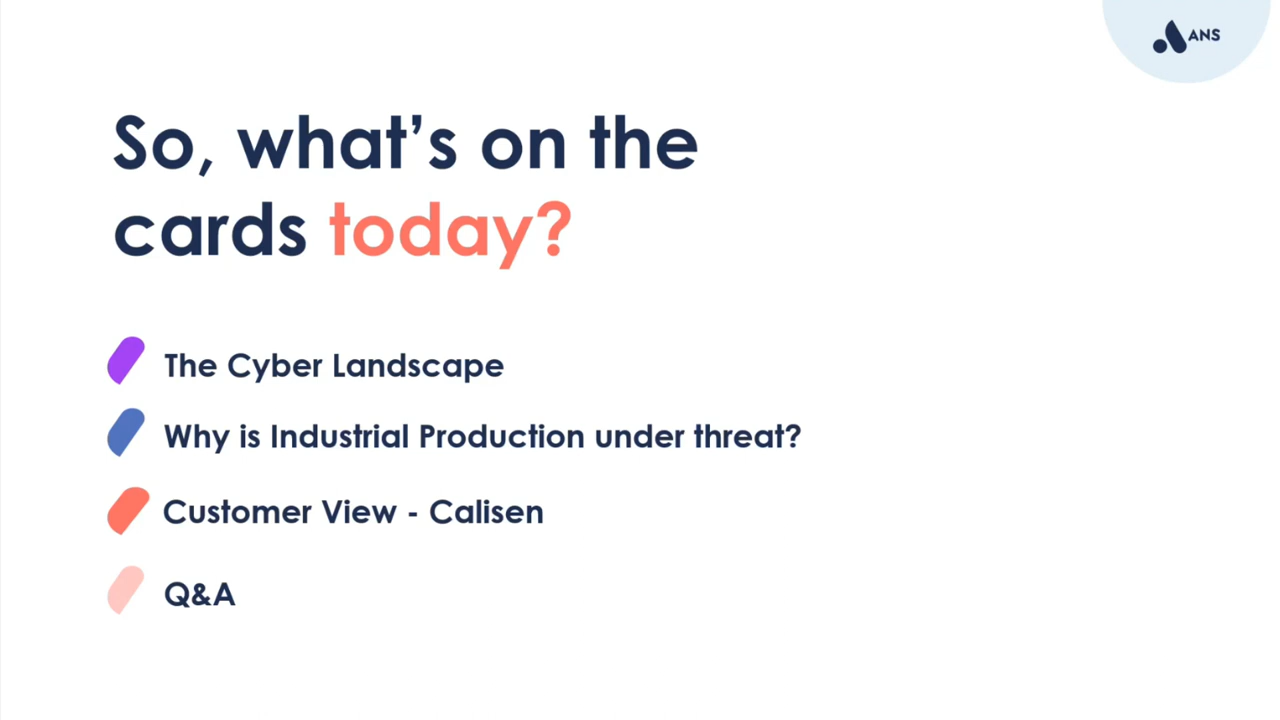 ANS
So, what’s on the
cards today?
The Cyber Landscape
Why is Industrial Production under threat?
Customer View - Calisen
Q&A